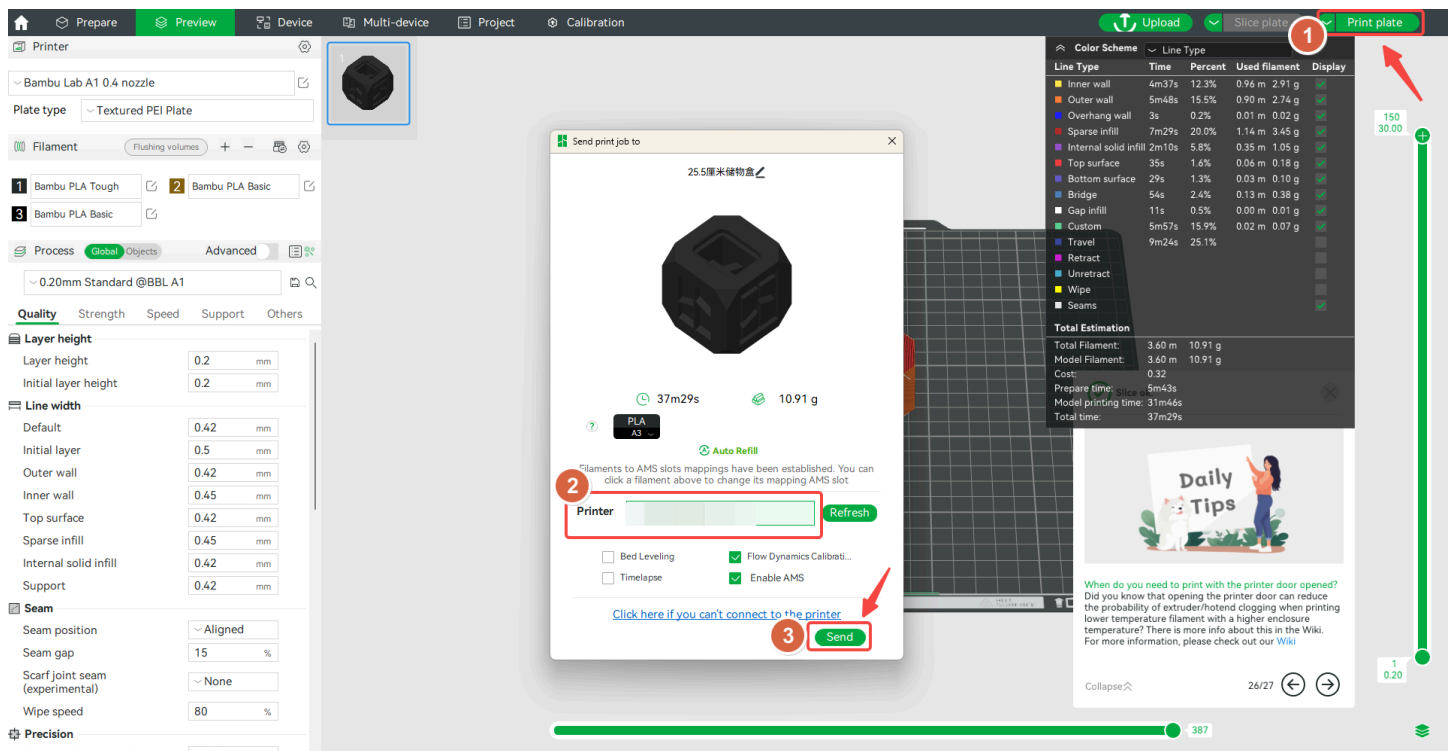 Prepare Preview Device Multi-device Project Calibration Upload Slice plate Print plate
1
Printer
Bambu Lab A1 0.4 nozzle
Plate type Textured PEI Plate
Filament Flushing volumes + −
1 Bambu PLA Tough 2 Bambu PLA Basic
3 Bambu PLA Basic
Process Global Objects Advanced
0.20mm Standard @BBL A1
Quality Strength Speed Support Others
Layer height
Layer height 0.2 mm
Initial layer height 0.2 mm
Line width
Default 0.42 mm
Initial layer 0.5 mm
Outer wall 0.42 mm
Inner wall 0.45 mm
Top surface 0.42 mm
Sparse infill 0.45 mm
Internal solid infill 0.42 mm
Support 0.42 mm
Seam
Seam position Aligned
Seam gap 15 %
Scarf joint seam
(experimental) None
Wipe speed 80 %
Precision
1
Send print job to
25.5厘米储物盒
37m29s 10.91 g
? PLA
A3
Auto Refill
Filaments to AMS slots mappings have been established. You can
click a filament above to change its mapping AMS slot
2
Printer Refresh
Bed Leveling Flow Dynamics Calibrati...
Timelapse Enable AMS
Click here if you can't connect to the printer
3 Send
Color Scheme Line Type
Line Type Time Percent Used filament Display
Inner wall 4m37s 12.3% 0.96 m 2.91 g
Outer wall 5m48s 15.5% 0.90 m 2.74 g
Overhang wall 3s 0.2% 0.01 m 0.02 g
Sparse infill 7m29s 20.0% 1.14 m 3.45 g
Internal solid infill 2m10s 5.8% 0.35 m 1.05 g
Top surface 35s 1.6% 0.06 m 0.18 g
Bottom surface 29s 1.3% 0.03 m 0.10 g
Bridge 54s 2.4% 0.13 m 0.38 g
Gap infill 11s 0.5% 0.00 m 0.01 g
Custom 5m57s 15.9% 0.02 m 0.07 g
Travel 9m24s 25.1%
Retract
Unretract
Wipe
Seams
Total Estimation
Total Filament: 3.60 m 10.91 g
Model Filament: 3.60 m 10.91 g
Cost: 0.32
Prepare time: 5m43s
Slice ok.
Model printing time: 31m46s
Total time: 37m29s
Daily
Tips
When do you need to print with the printer door opened?
Did you know that opening the printer door can reduce
the probability of extruder/hotend clogging when printing
lower temperature filament with a higher enclosure
temperature? There is more info about this in the Wiki.
For more information, please check out our Wiki
Collapse 26/27
150
30.00
1
0.20
387